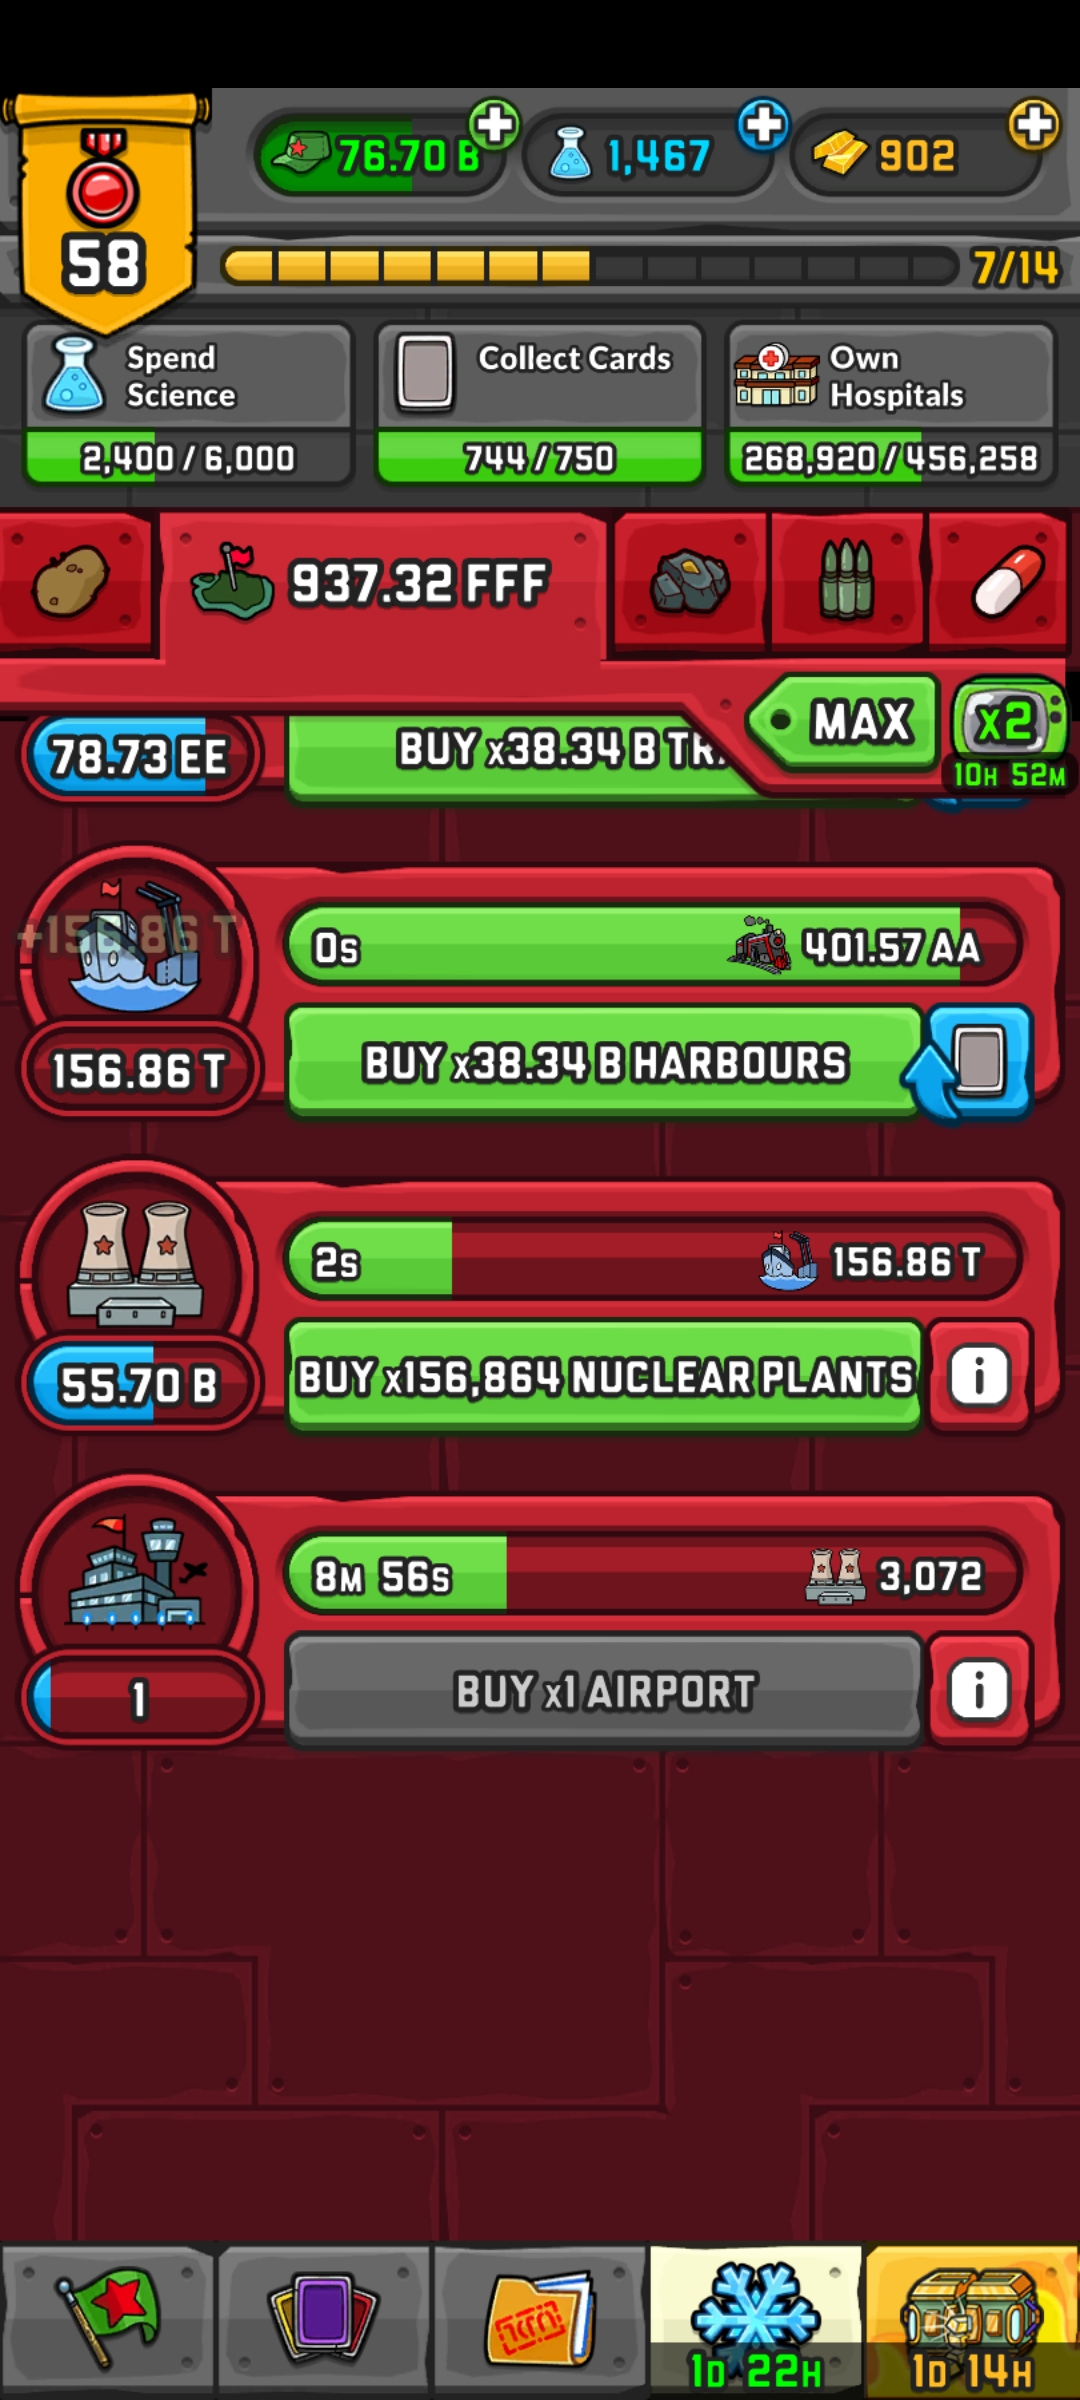 76.70 B
1,467
902
58
7/14
Spend
Science
2,400 / 6,000
Collect Cards
744 / 750
Own
Hospitals
268,920 / 456,258
937.32 FFF
MAX
x2
10H 52M
78.73 EE
BUY x38.34 B
+156.86 T
0s
401.57 AA
156.86 T
BUY x38.34 B HARBOURS
2s
156.86 T
55.70 B
BUY x156,864 NUCLEAR PLANTS
i
8M 56s
3,072
1
BUY x1 AIRPORT
i
1D 22H
1D 14H